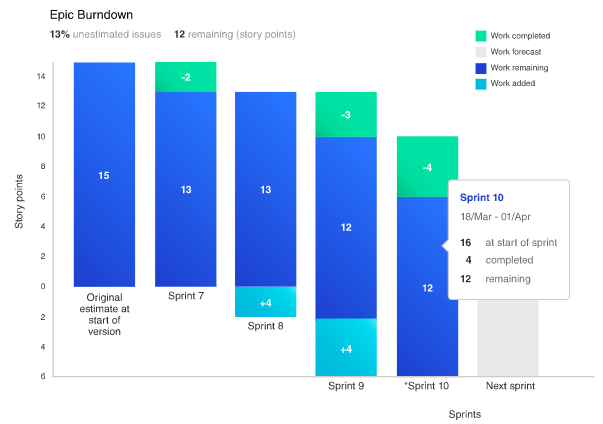 Epic Burndown
13% unestimated issues 12 remaining (story points)
Work completed
Work forecast
Work remaining
Work added
Story points
14
12
10
8
6
4
2
0
2
4
6
15
-2
13
13
+4
-3
12
+4
-4
12
Original
estimate at
start of
version
Sprint 7
Sprint 8
Sprint 9
*Sprint 10
Next sprint
Sprint 10
18/Mar - 01/Apr
16 at start of sprint
4 completed
12 remaining
Sprints